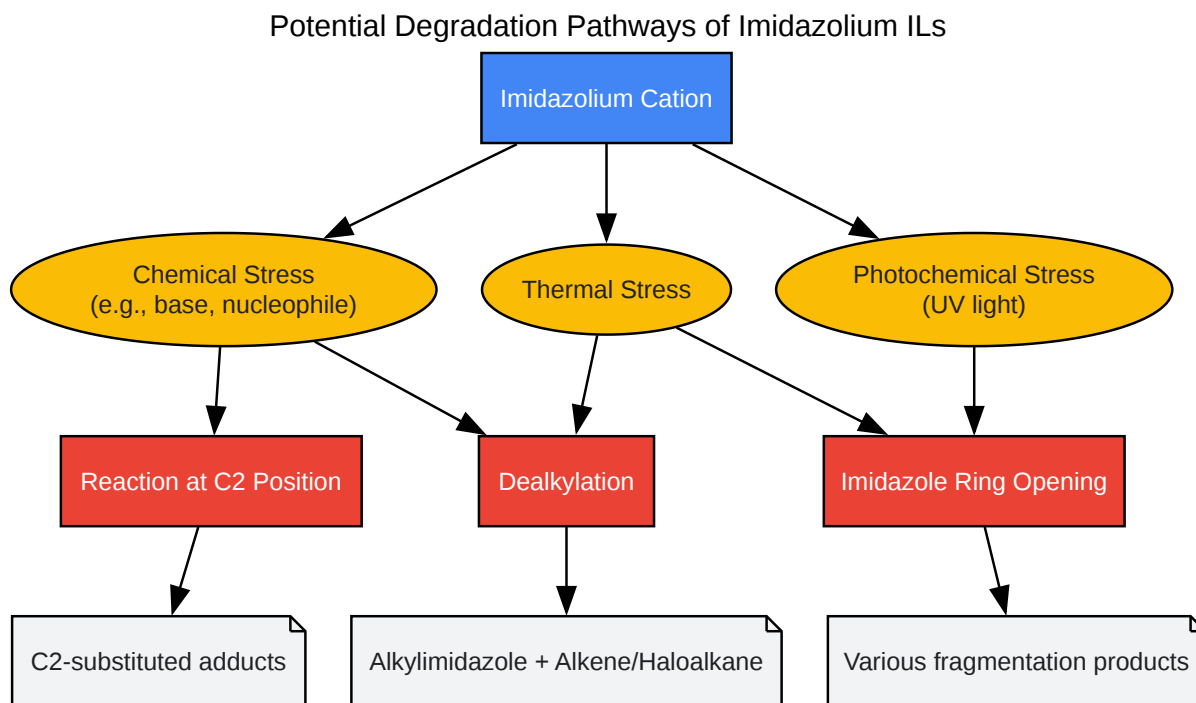 Potential Degradation Pathways of Imidazolium ILs
Imidazolium Cation
Chemical Stress
(e.g., base, nucleophile)
Thermal Stress
Photochemical Stress
(UV light)
Reaction at C2 Position
Dealkylation
Imidazole Ring Opening
C2-substituted adducts
Alkylimidazole + Alkene/Haloalkane
Various fragmentation products